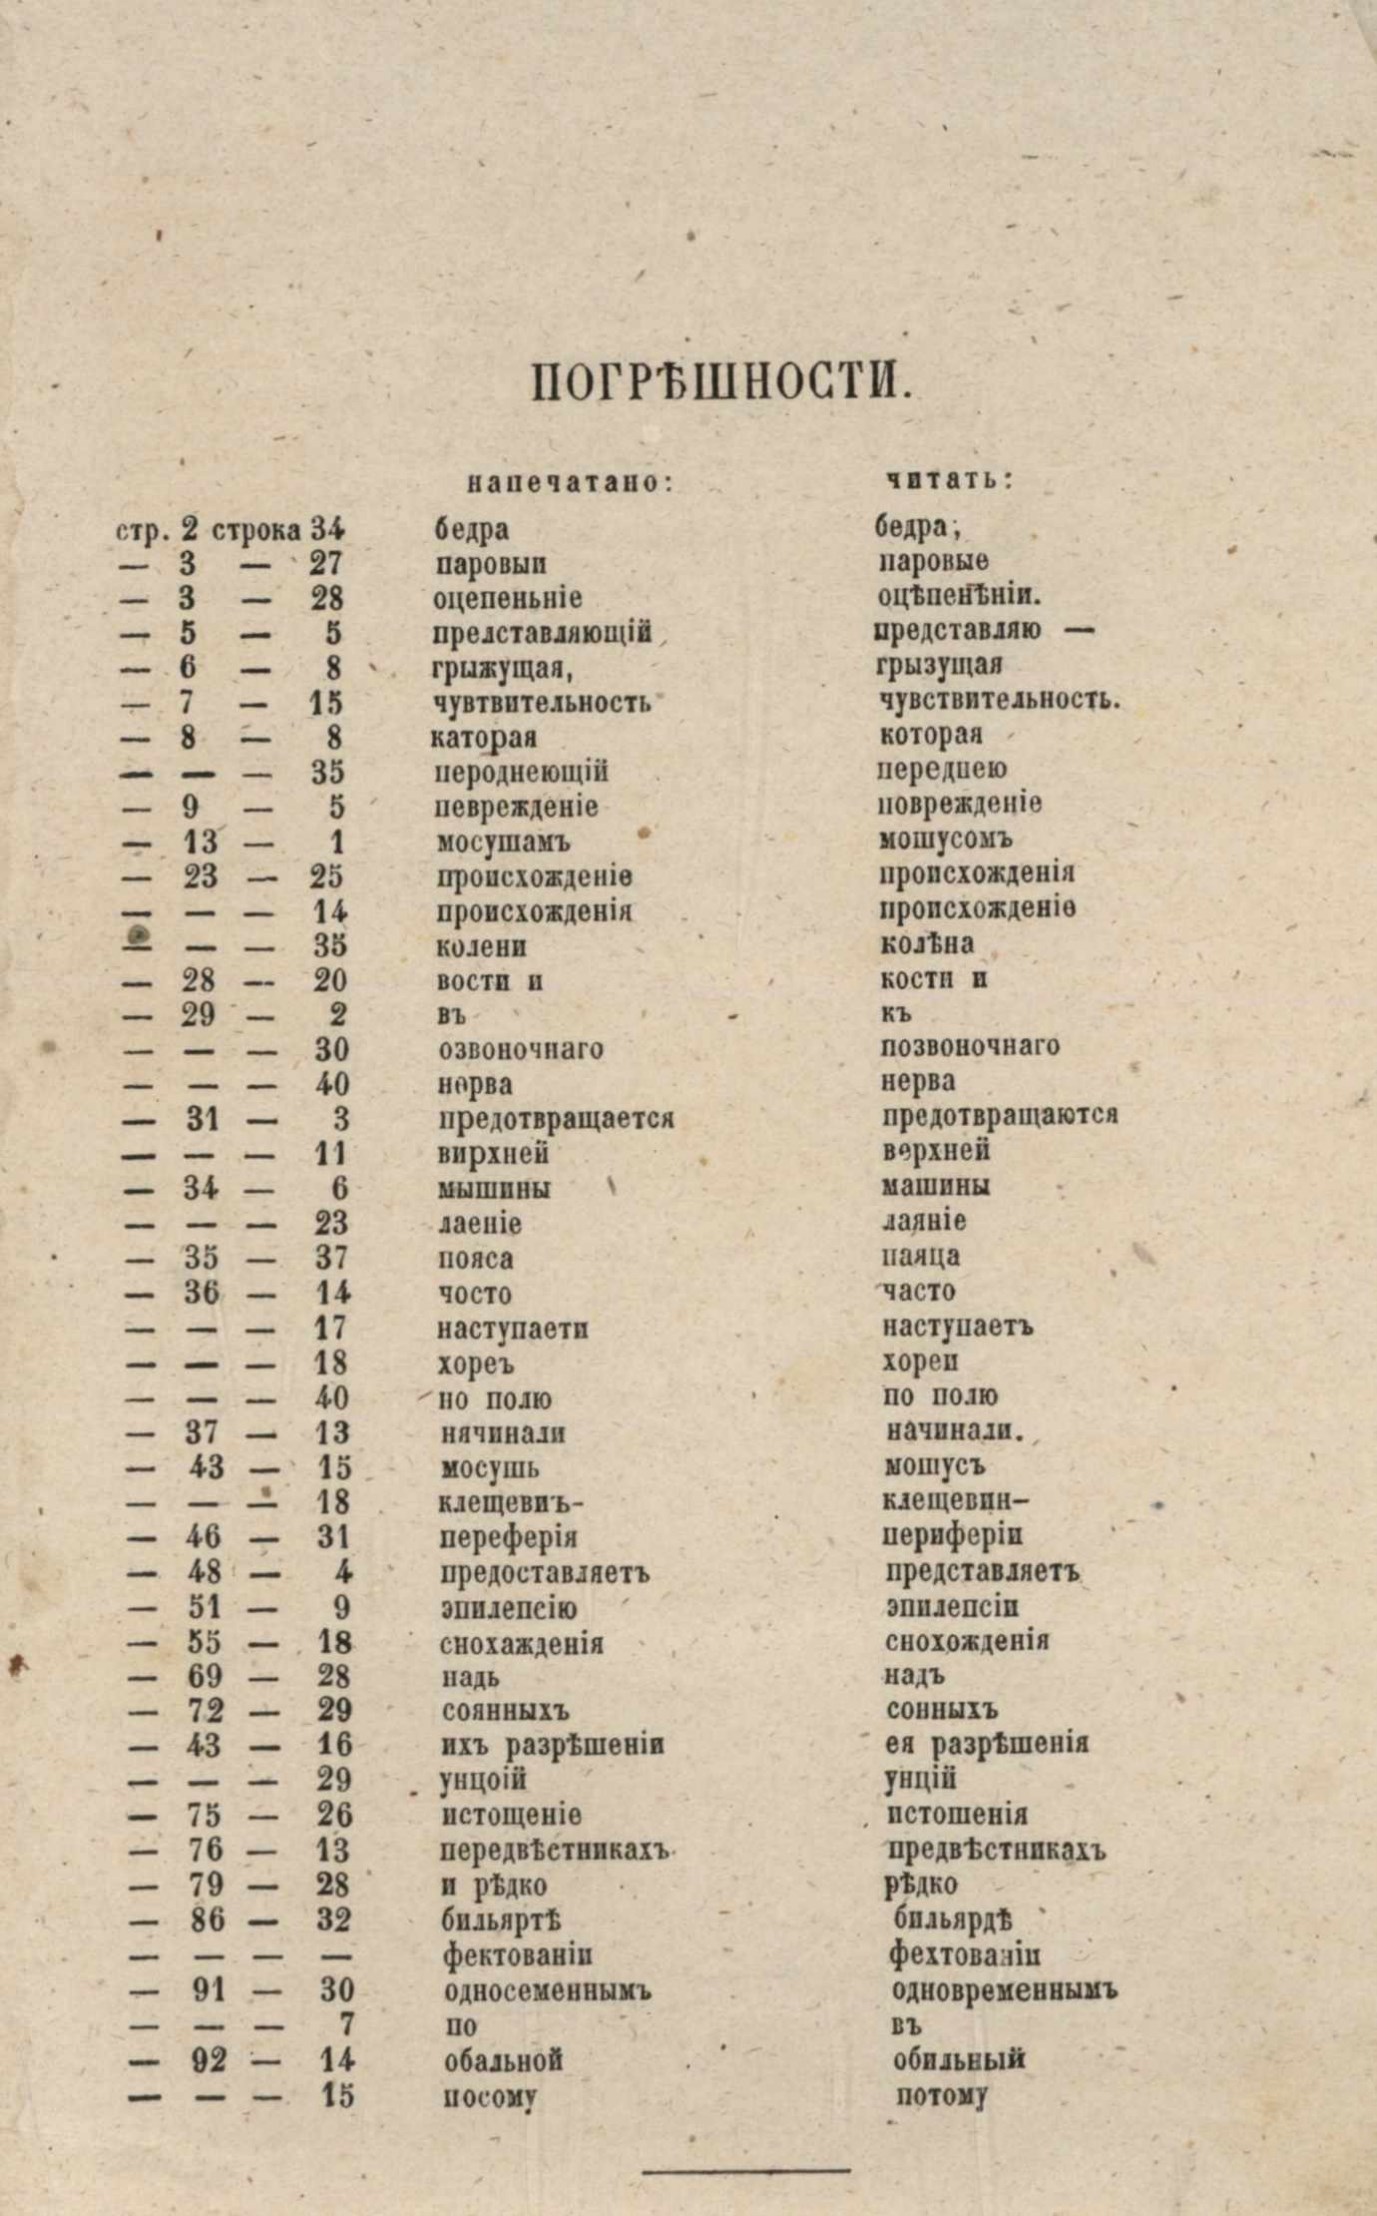 ПОГРѢШНОСТИ.
напечатано: читать:
стр. 2 строка 34 бедра бедра,
— 3 — 27 паровыи паровые
— 3 — 28 оцепеньніе оцѣпенѣніи.
— 5 — 5 прелставляющій представляю —
— 6 — 8 грыжущая, грызущая
— 7 — 15 чувтвительность чувствительность.
— 8 — 8 каторая которая
— — — 35 пероднеющій переднею
— 9 — 5 певрежденіе поврежденіе
— 13 — 1 мосушамъ мошусомъ
— 23 — 25 происхожденіе происхожденія
— — — 14 происхожденія происхожденіе
— — — 35 колени колѣна
— 28 — 20 вости и кости и
— 29 — 2 въ къ
— — — 30 озвоночнаго позвоночнаго
— — — 40 норва нерва
— 31 — 3 предотвращается предотвращаются
— — — 11 вирхней верхней
— 34 — 6 мышины машины
— — — 23 лаеніе лаяніе
— 35 — 37 пояса паяца
— 36 — 14 чосто часто
— — — 17 наступаети наступаетъ
— — — 18 хореъ хореи
— — — 40 но полю по полю
— 37 — 13 нячинали начинали.
— 43 — 15 мосушь мошусъ
— — — 18 клещевиъ- клещевин-
— 46 — 31 переферія периферіи
— 48 — 4 предоставляетъ представляетъ
— 51 — 9 эпилепсію эпилепсіи
— 55 — 18 снохажденія снохожденія
— 69 — 28 надь надъ
— 72 — 29 соянныхъ сонныхъ
— 43 — 16 ихъ разрѣшеніи ея разрѣшенія
— — — 29 унцоій унцій
— 75 — 26 истощеніе истошенія
— 76 — 13 передвѣстникахъ предвѣстникахъ
— 79 — 28 и рѣдко рѣдко
— 86 — 32 бильяртѣ бильярдѣ
— — — — фектованіи фехтованіи
— 91 — 30 односеменнымъ одновременнымъ
— — — 7 по въ
— 92 — 14 обальной обильный
— — — 15 посому потому